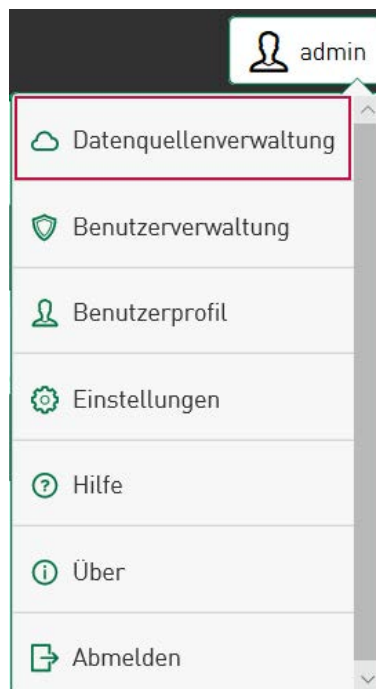 admin
Datenquellenverwaltung
Benutzerverwaltung
Benutzerprofil
Einstellungen
Hilfe
Über
Abmelden